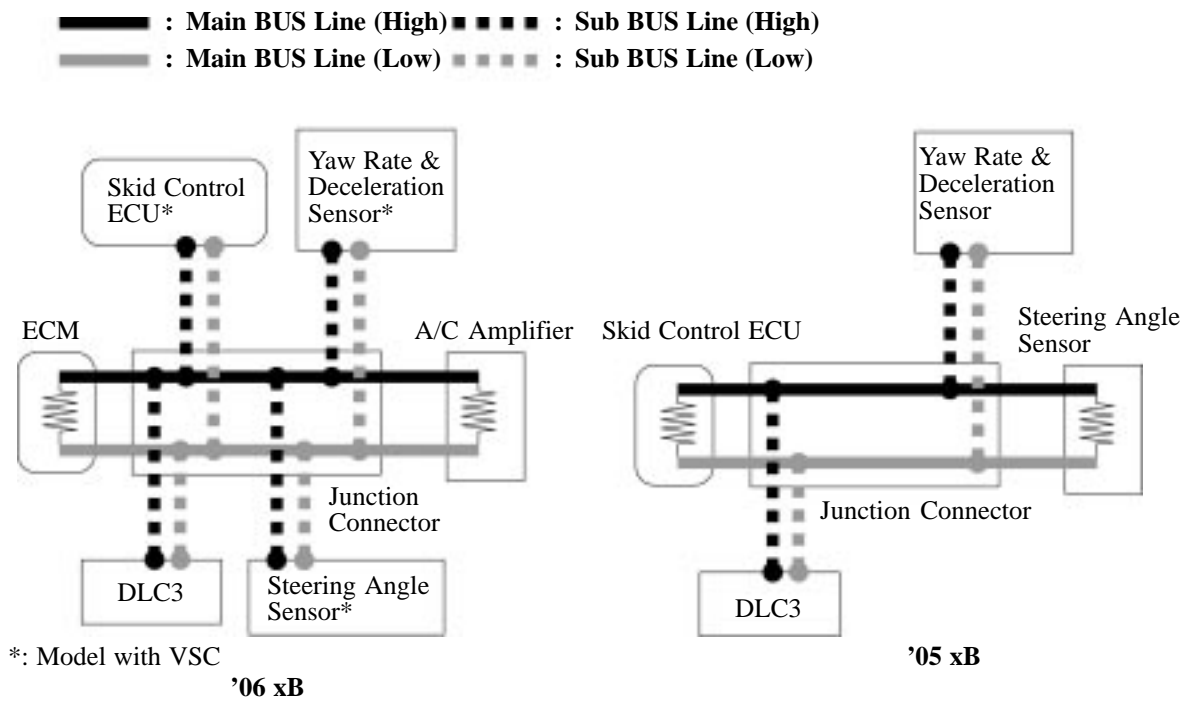 : Main BUS Line (High)
: Sub BUS Line (High)
: Main BUS Line (Low)
: Sub BUS Line (Low)
Skid Control
ECU*
Yaw Rate &
Deceleration
Sensor*
ECM
A/C Amplifier
Junction
Connector
DLC3
Steering Angle
Sensor*
*: Model with VSC
’06 xB
Yaw Rate &
Deceleration
Sensor
Skid Control ECU
Steering Angle
Sensor
Junction Connector
DLC3
’05 xB